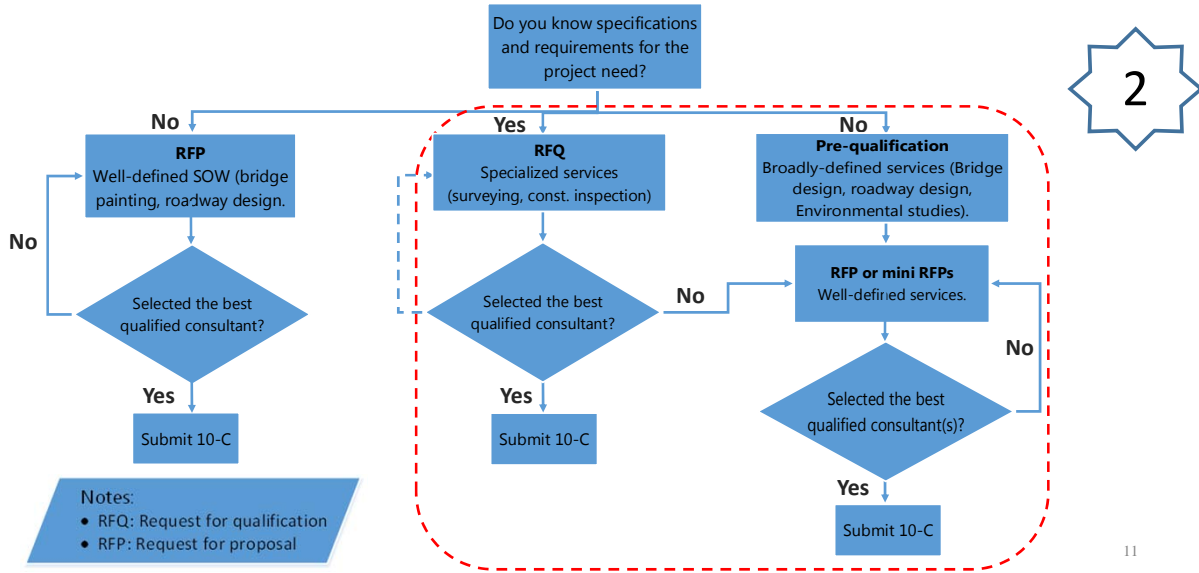 Do you know specifications
and requirements for the
project need?
2
No
Yes
No
RFP
Well-defined SOW (bridge
painting, roadway design.
RFQ
Specialized services
(surveying, const. inspection)
Pre-qualification
Broadly-defined services (Bridge
design, roadway design,
Environmental studies).
No
Selected the best
qualified consultant?
Selected the best
qualified consultant?
No
RFP or mini RFPs
Well-defined services.
No
Yes
Yes
Selected the best
qualified consultant(s)?
Submit 10-C
Submit 10-C
Yes
Submit 10-C
Notes:
• RFQ: Request for qualification
• RFP: Request for proposal
11